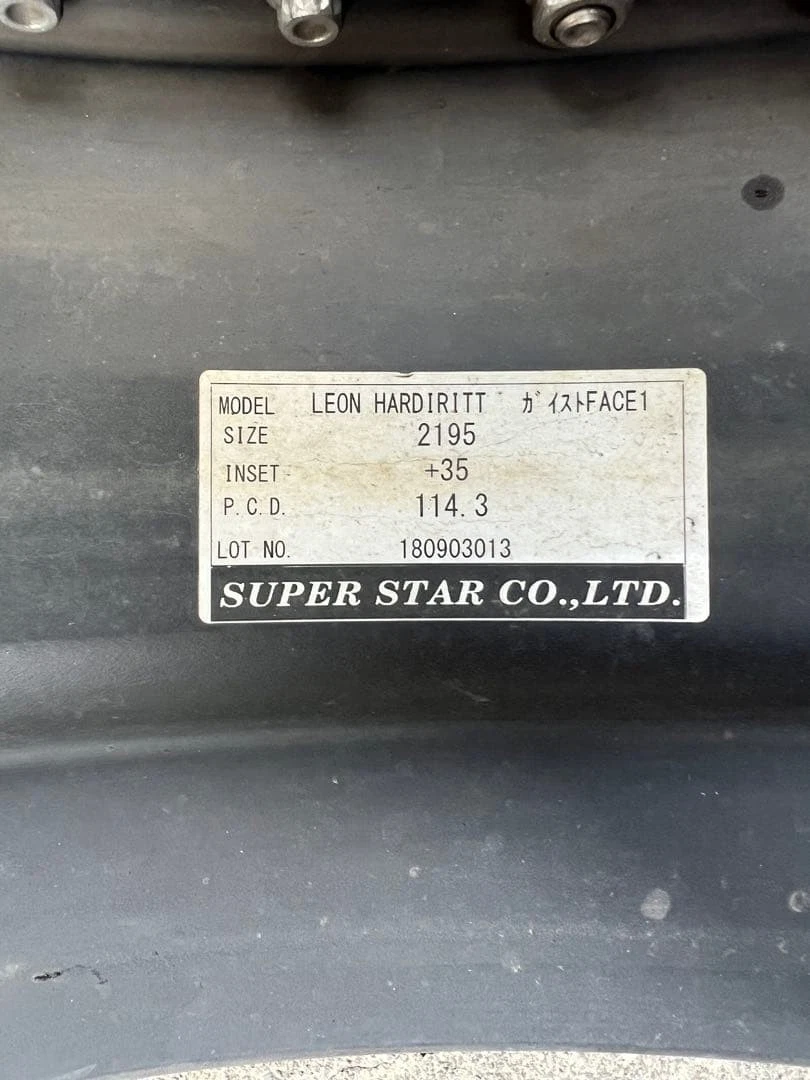 MODEL LEON HARDIRITT ｶﾞｲｽﾄFACE1
SIZE 2195
INSET +35
P.C.D. 114.3
LOT NO. 180903013
SUPER STAR CO.,LTD.